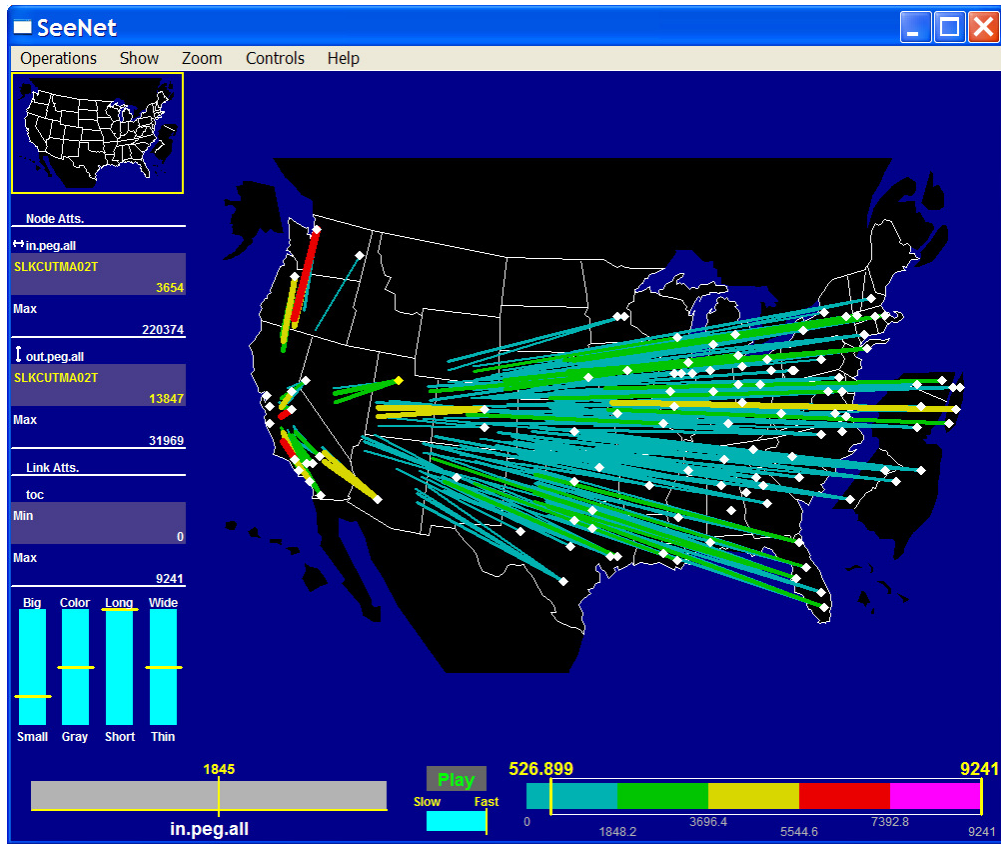 SeeNet
Operations Show Zoom Controls Help
Node Atts.
in.peg.all
SLKCUTMA02T
3654
Max
220374
out.peg.all
SLKCUTMA02T
13847
Max
31969
Link Atts.
toc
Min
0
Max
9241
Big Color Long Wide
Small Gray Short Thin
1845
in.peg.all
Play
Slow Fast
526.899 9241
0 1848.2 3696.4 5544.6 7392.8 9241